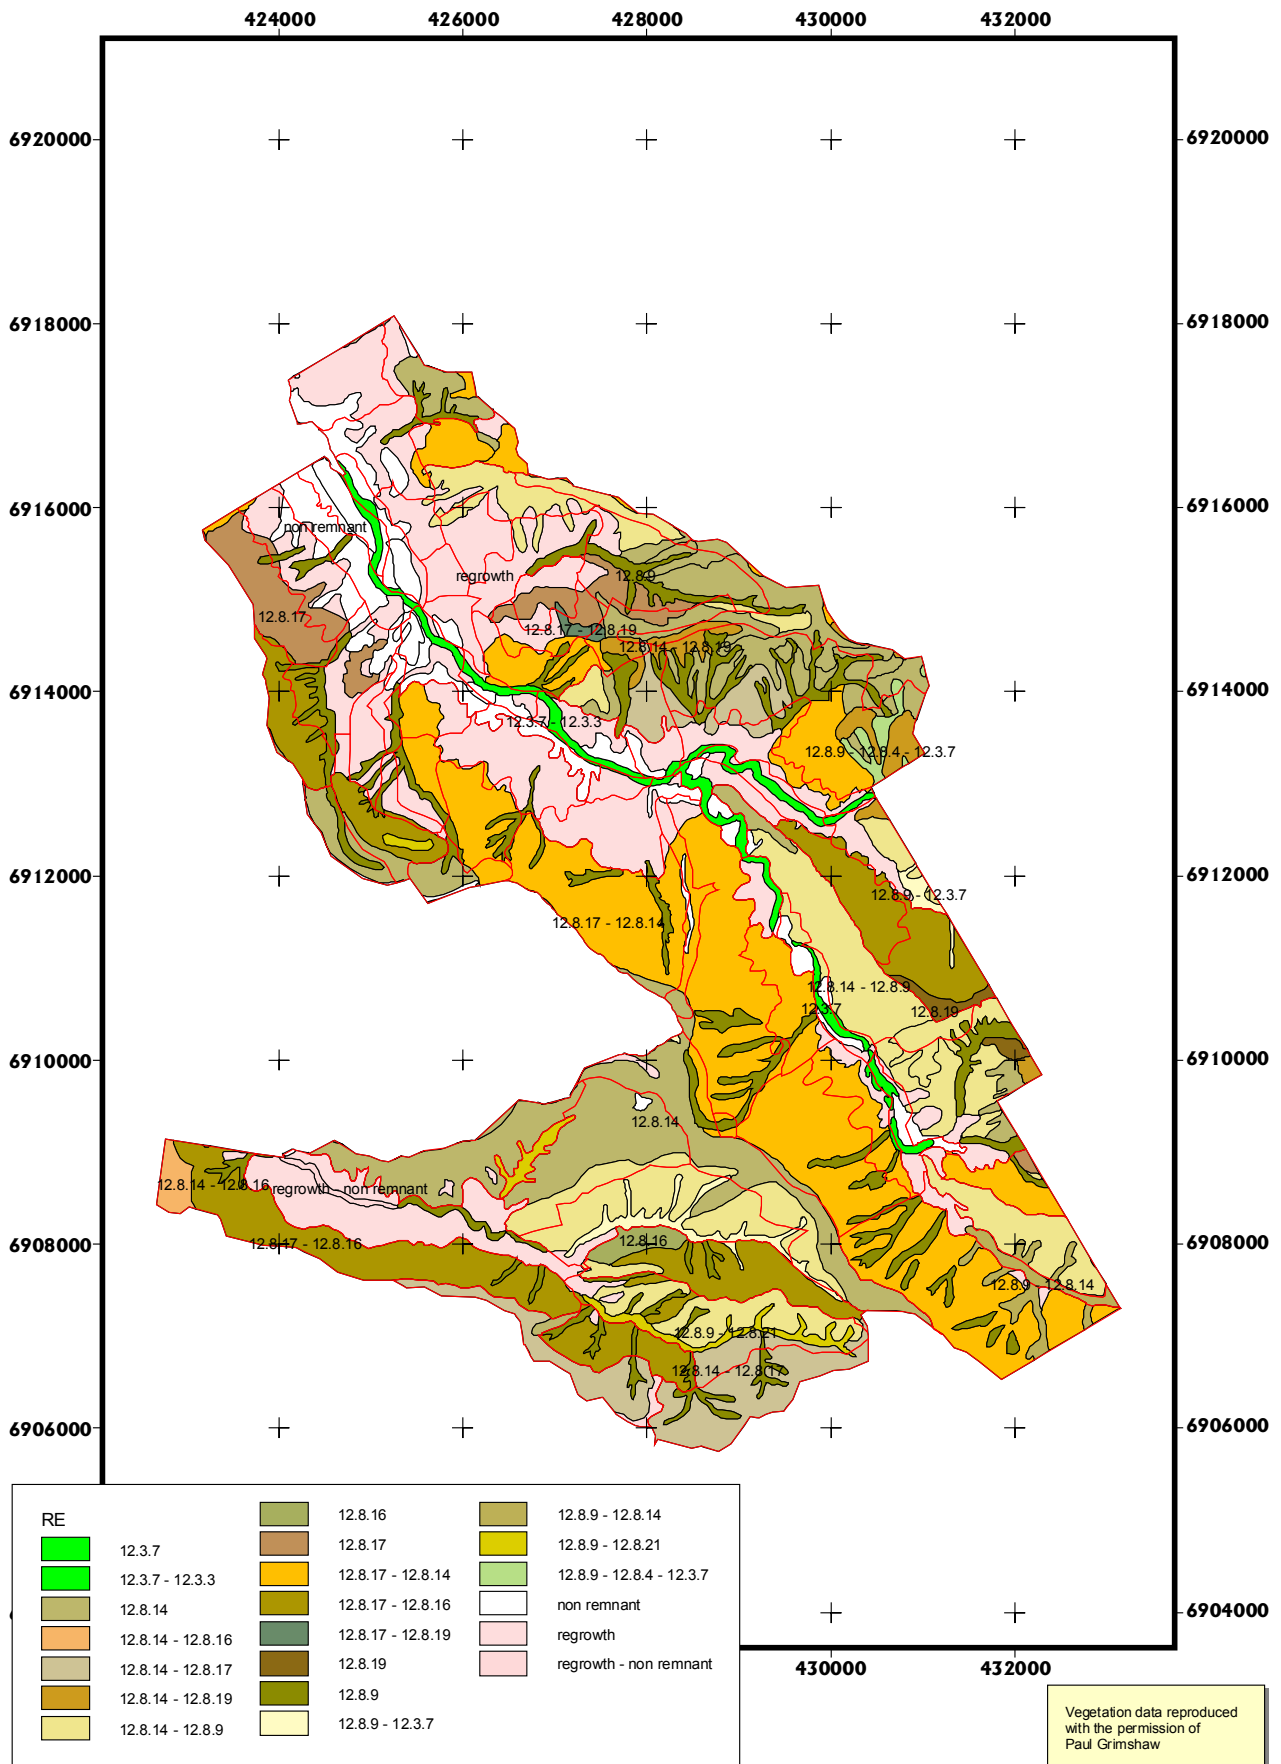 424000 426000 428000 430000 432000
6920000 6920000
6918000 6918000
6916000 6916000
non remnant
regrowth
12.8.9
12.8.17
12.8.17 - 12.8.19
12.8.14 - 12.8.19
6914000 6914000
12.3.7 - 12.3.3
12.8.9 - 12.8.4 - 12.3.7
6912000 6912000
12.8.9 - 12.3.7
12.8.17 - 12.8.14
12.8.14 - 12.8.9
12.3.7
12.8.19
6910000 6910000
12.8.14
12.8.14 - 12.8.16
regrowth - non remnant
12.8.16
6908000 6908000
12.8.17 - 12.8.16
12.8.9 - 12.8.14
12.8.9 - 12.8.21
12.8.14 - 12.8.17
6906000 6906000
6904000
RE
12.3.7
12.3.7 - 12.3.3
12.8.14
12.8.14 - 12.8.16
12.8.14 - 12.8.17
12.8.14 - 12.8.19
12.8.14 - 12.8.9
12.8.16
12.8.17
12.8.17 - 12.8.14
12.8.17 - 12.8.16
12.8.17 - 12.8.19
12.8.19
12.8.9
12.8.9 - 12.3.7
12.8.9 - 12.8.14
12.8.9 - 12.8.21
12.8.9 - 12.8.4 - 12.3.7
non remnant
regrowth
regrowth - non remnant
430000 432000
Vegetation data reproduced
with the permission of
Paul Grimshaw